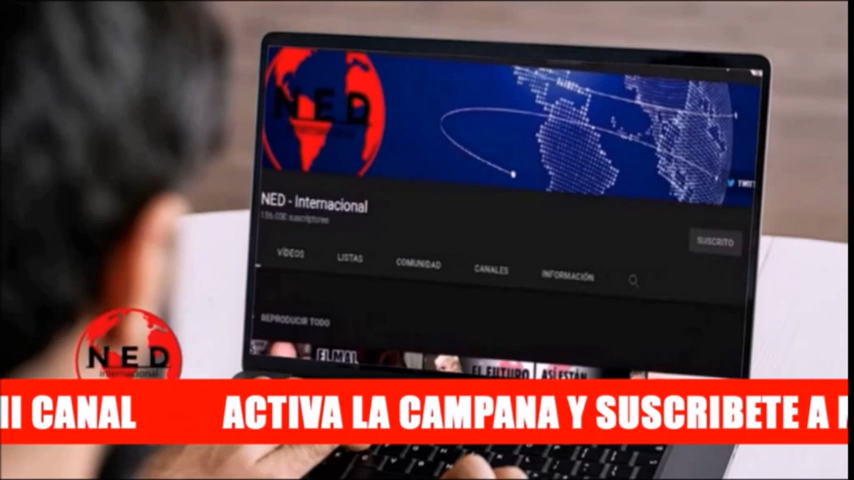 NED
NED - Internacional
SUSCRITO
VÍDEOS
LISTAS
COMUNIDAD
CANALES
INFORMACIÓN
REPRODUCIR TODO
EL MAL
EL FUTURO
ASÍ ESTÁN
NED
internacional
II CANAL
ACTIVA LA CAMPANA Y SUSCRIBETE A